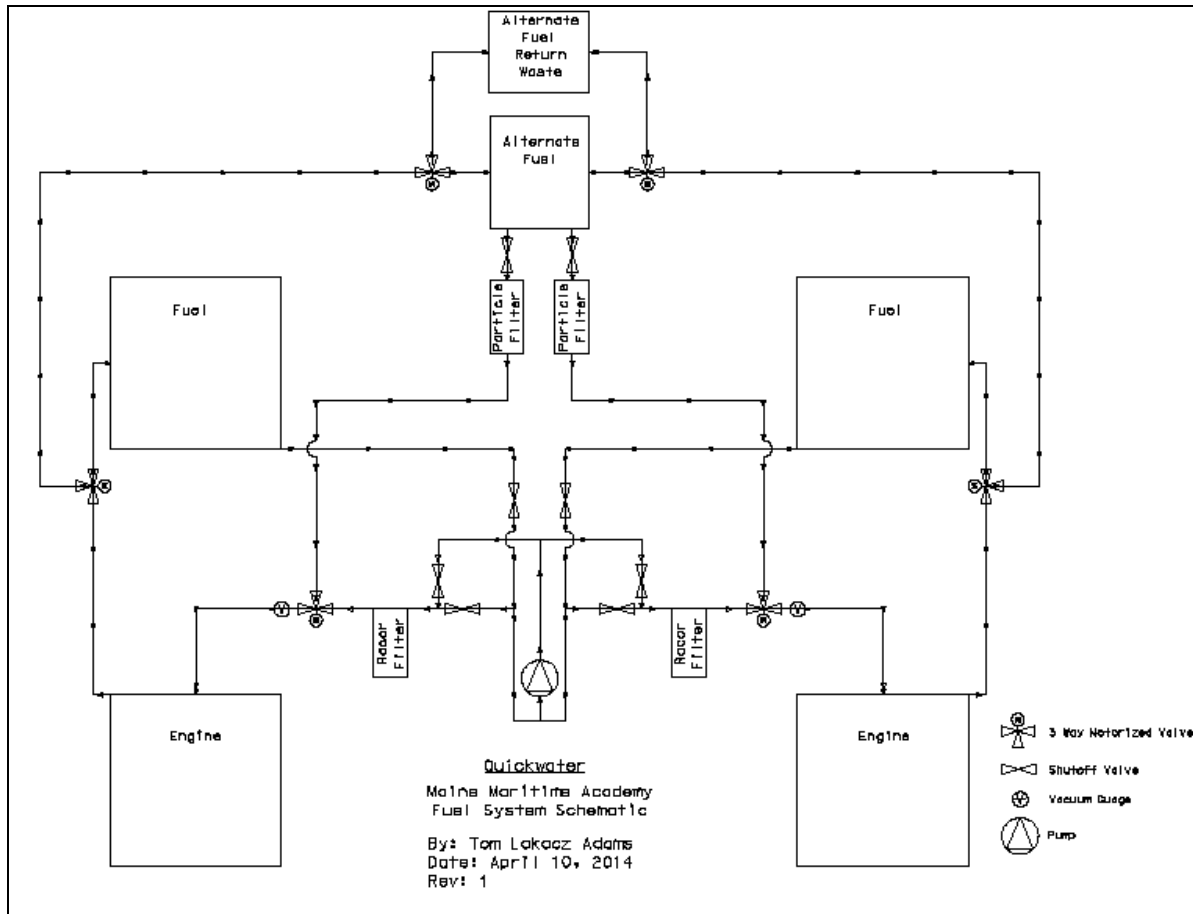 Alternate
Fuel
Return
Waste
Alternate
Fuel
Fuel
Particle
Filter
Particle
Filter
Fuel
M
M
M
M
V
M
Racor
Filter
Racor
Filter
M
V
Engine
Engine
M
3 Way Motorized Valve
Shutoff Valve
V
Vacuum Guage
Pump
Quickwater
Maine Maritime Academy
Fuel System Schematic
By: Tom Lokocz Adams
Date: April 10, 2014
Rev: 1